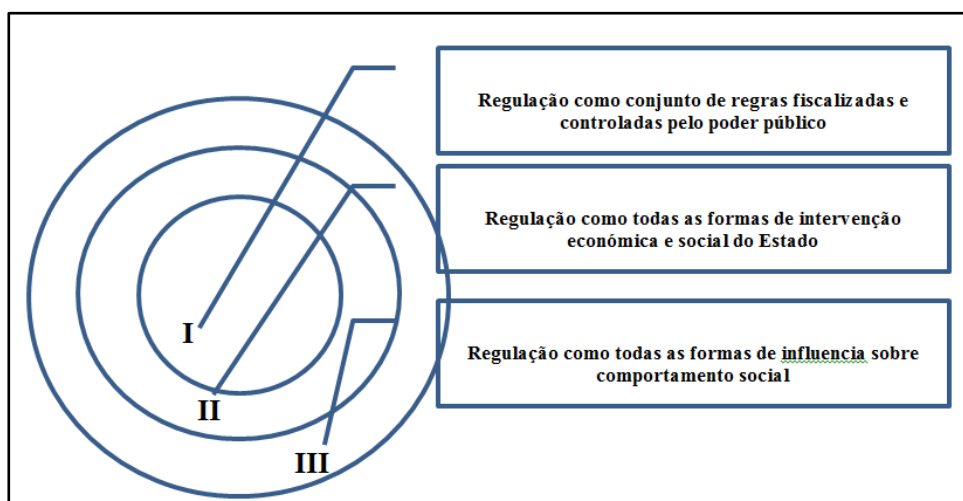 Regulação como conjunto de regras fiscalizadas e
controladas pelo poder público
Regulação como todas as formas de intervenção
económica e social do Estado
Regulação como todas as formas de influencia sobre
comportamento social
I
II
III